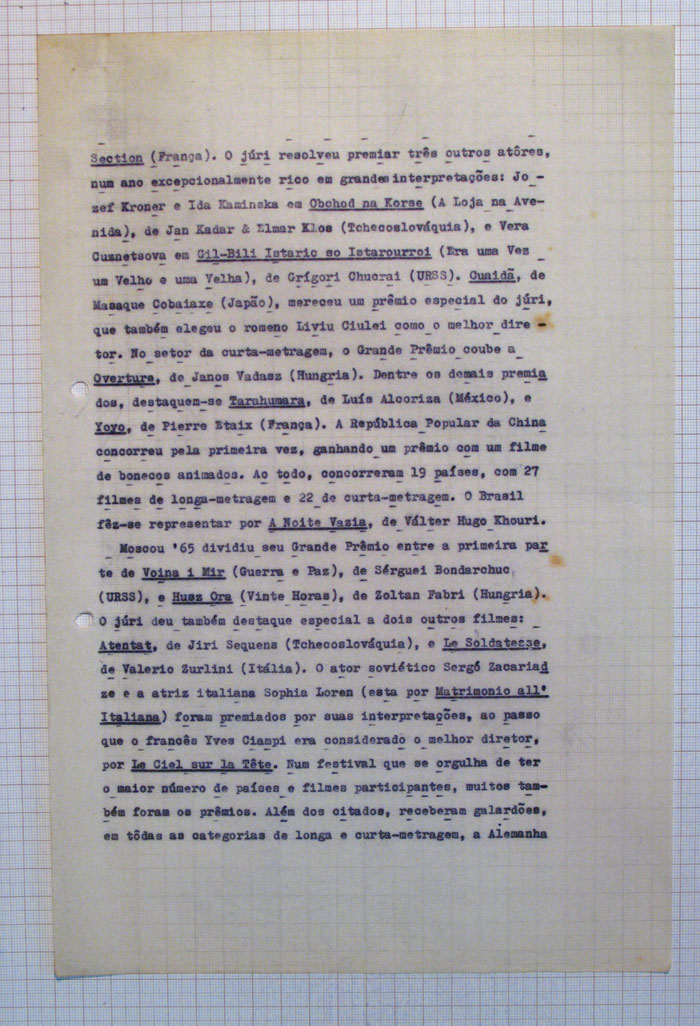 Section (França). O júri resolveu premiar três outros atôres,
num ano excepcionalmente rico em grandes interpretações: Jo -
zef Kroner e Ida Kaminska em Obchod na Korse (A Loja na Ave-
nida), de Jan Kadar & Elmar Klos (Tchecoslováquia), e Vera
Cuznetsova em Gil-Bili Istaric so Istarourroi (Era uma Vez
um Velho e uma Velha), de Grígori Chucrai (URSS). Cuaidã, de
Masaque Cobaiaxe (Japão), mereceu um prêmio especial do júri,
que também elegeu o romeno Liviu Ciulei como o melhor dire -
tor. No setor da curta-metragem, o Grande Prêmio coube a
Overture, de Janos Vadasz (Hungria). Dentre os demais premia
dos, destaquem-se Tarahumara, de Luís Alcoriza (México), e
Yoyo, de Pierre Etaix (França). A República Popular da China
concorreu pela primeira vez, ganhando um prêmio com um filme
de bonecos animados. Ao todo, concorreram 19 países, com 27
filmes de longa-metragem e 22 de curta-metragem. O Brasil
fêz-se representar por A Noite Vazia, de Válter Hugo Khouri.
Moscou '65 dividiu seu Grande Prêmio entre a primeira par
te de Voina i Mir (Guerra e Paz), de Sérguei Bondarchuc
(URSS), e Husz Ora (Vinte Horas), de Zoltan Fabri (Hungria).
O júri deu também destaque especial a dois outros filmes:
Atentat, de Jiri Sequens (Tchecoslováquia), e Le Soldatesse,
de Valerio Zurlini (Itália). O ator soviético Sergó Zacariad
ze e a atriz italiana Sophia Loren (esta por Matrimonio all'
Italiana) foram premiados por suas interpretações, ao passo
que o francês Yves Ciampi era considerado o melhor diretor,
por Le Ciel sur la Tête. Num festival que se orgulha de ter
o maior número de países e filmes participantes, muitos tam-
bém foram os prêmios. Além dos citados, receberam galardões,
em tôdas as categorias de longa e curta-metragem, a Alemanha